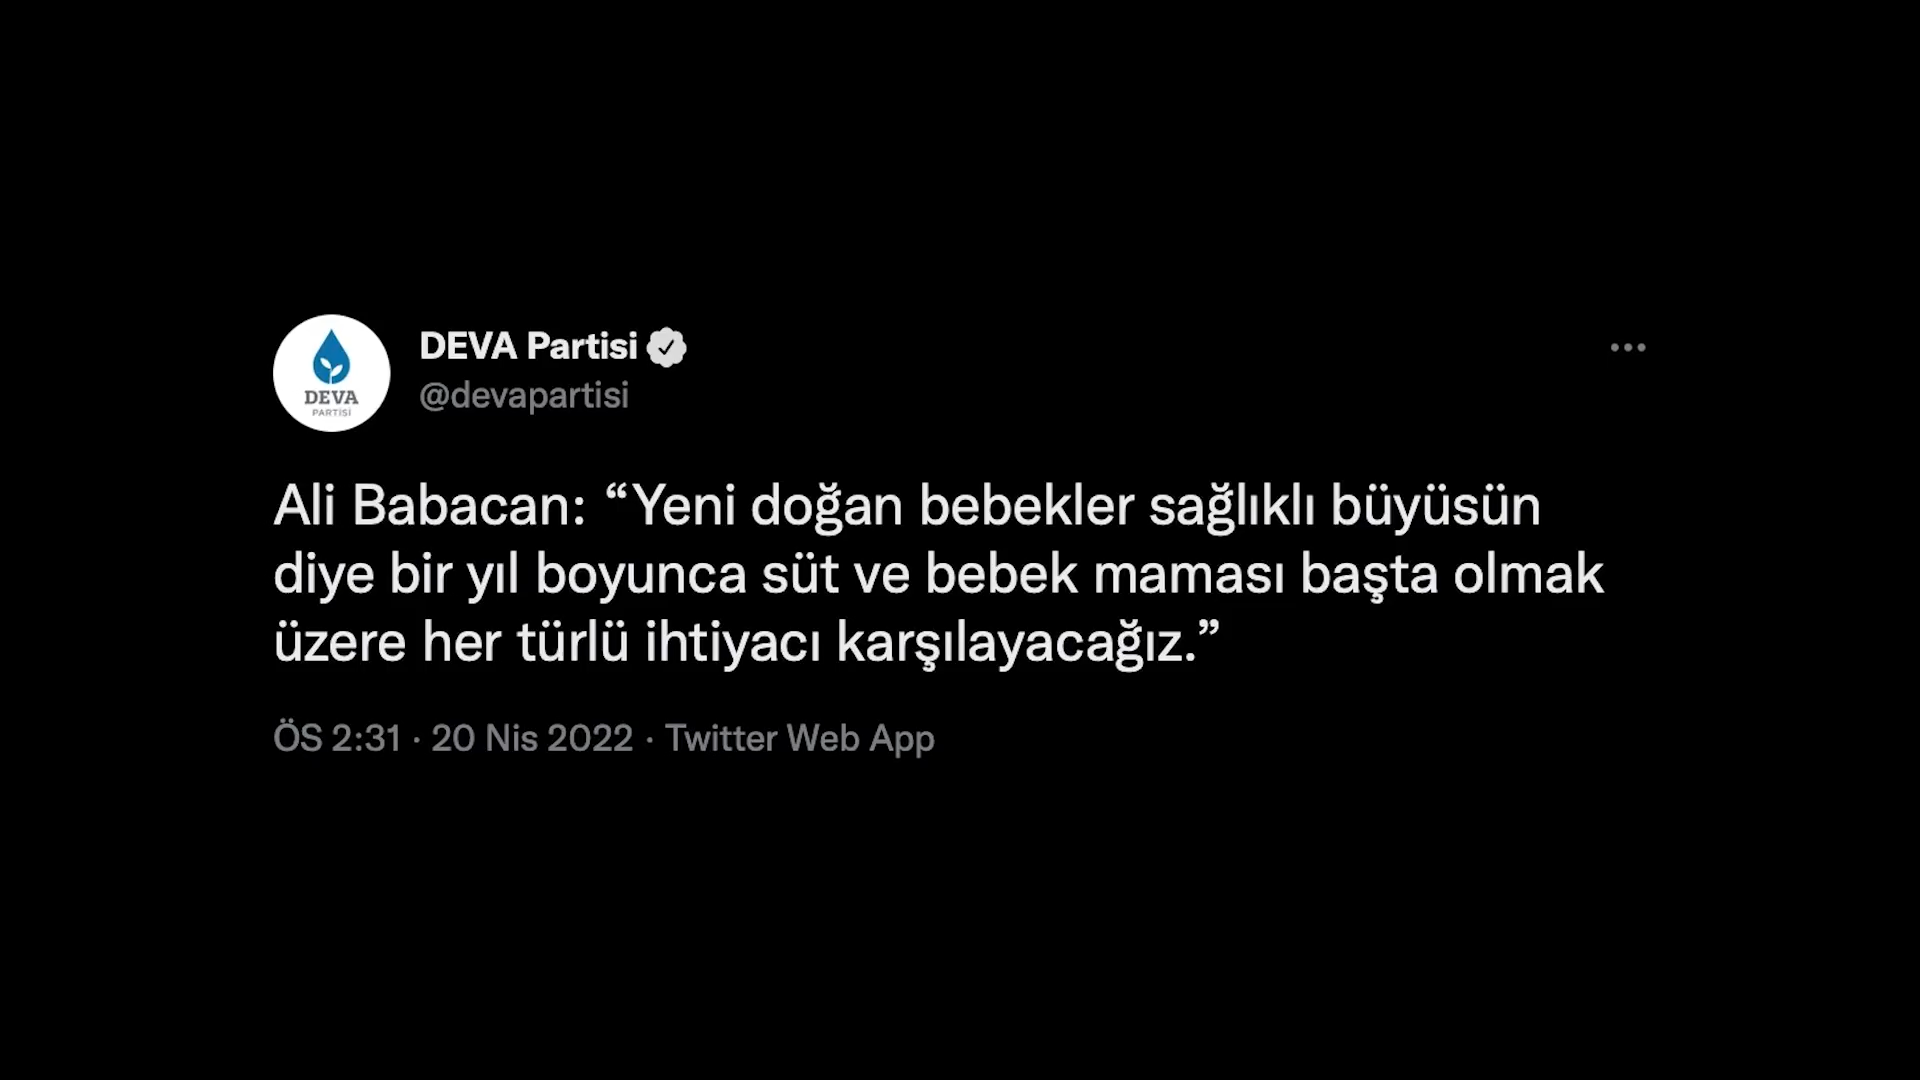 DEVA Partisi
@devapartisi
DEVA
PARTİSİ
Ali Babacan: “Yeni doğan bebekler sağlıklı büyüsün
diye bir yıl boyunca süt ve bebek maması başta olmak
üzere her türlü ihtiyacı karşılayacağız.”
ÖS 2:31 · 20 Nis 2022 · Twitter Web App